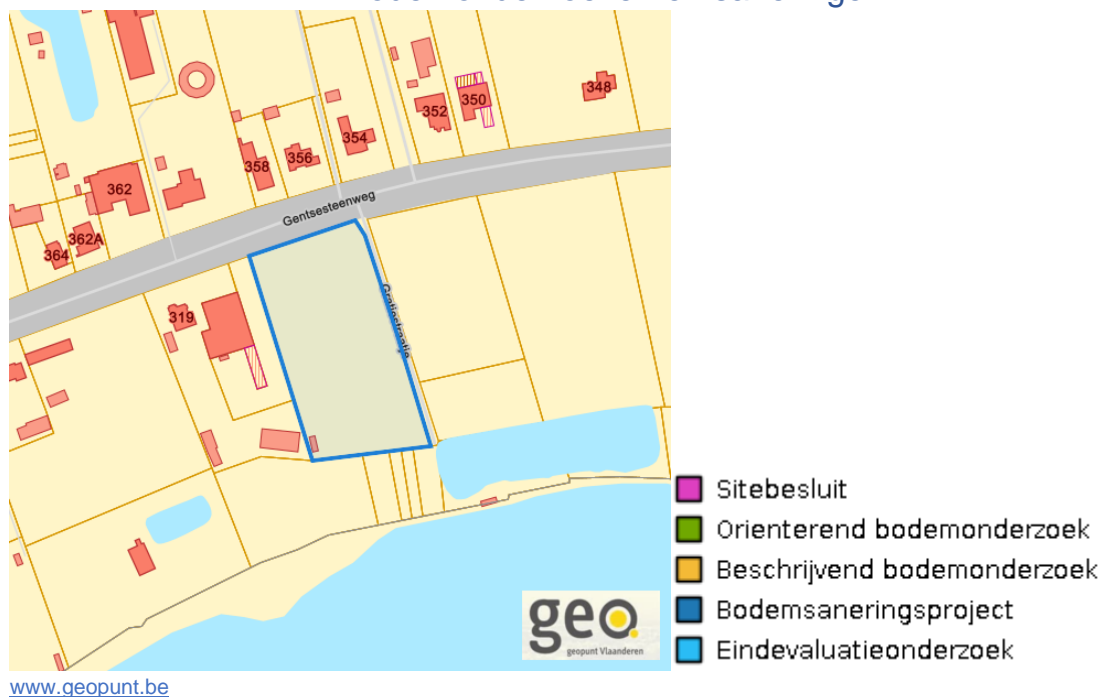 348
350
352
354
356
358
362
362A
364
Gentsesteenweg
Gratiestraatje
319
Sitebesluit
Orienterend bodemonderzoek
Beschrijvend bodemonderzoek
Bodemsaneringsproject
Eindevaluatieonderzoek
geo.
geopunt Vlaanderen
www.geopunt.be